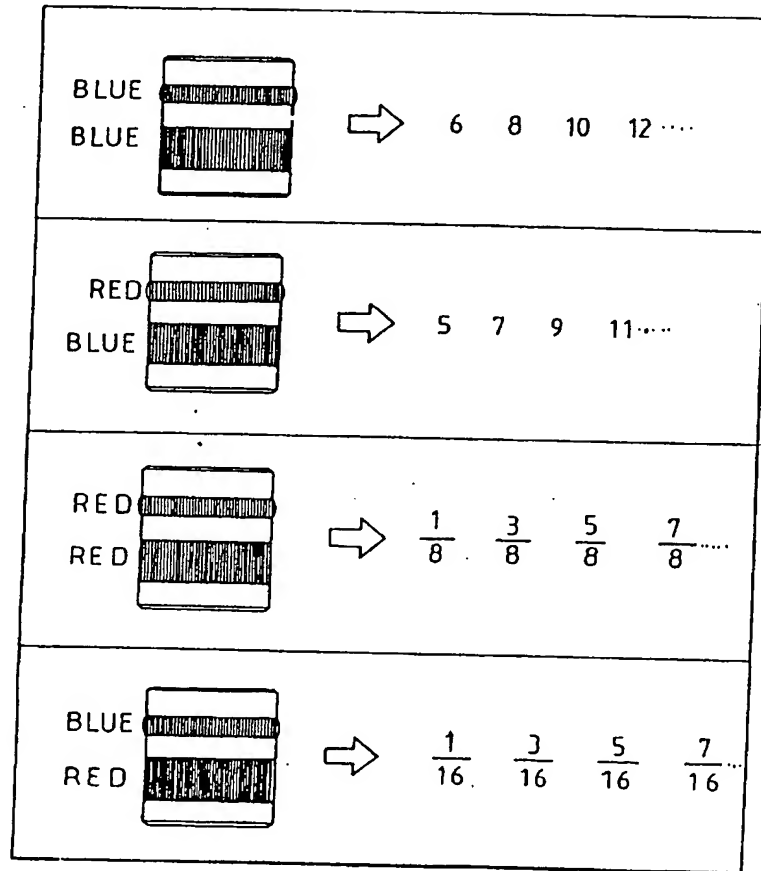 BLUE
BLUE
6 8 10 12 ....
RED
BLUE
5 7 9 11 .....
RED
RED
1/8 3/8 5/8 7/8 .....
BLUE
RED
1/16 3/16 5/16 7/16 ...